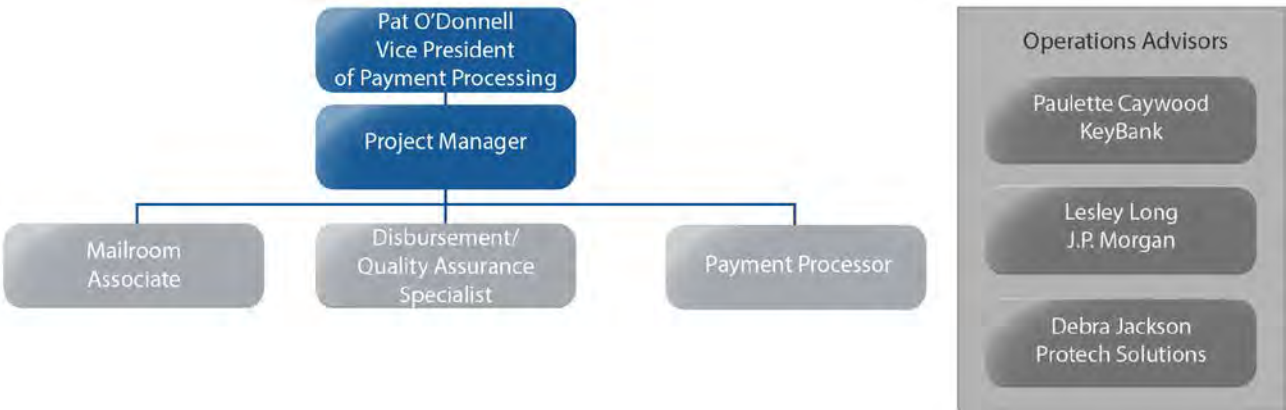 Pat O’Donnell
Vice President
of Payment Processing
Project Manager
Mailroom
Associate
Disbursement/
Quality Assurance
Specialist
Payment Processor
Operations Advisors
Paulette Caywood
KeyBank
Lesley Long
J.P. Morgan
Debra Jackson
Protech Solutions